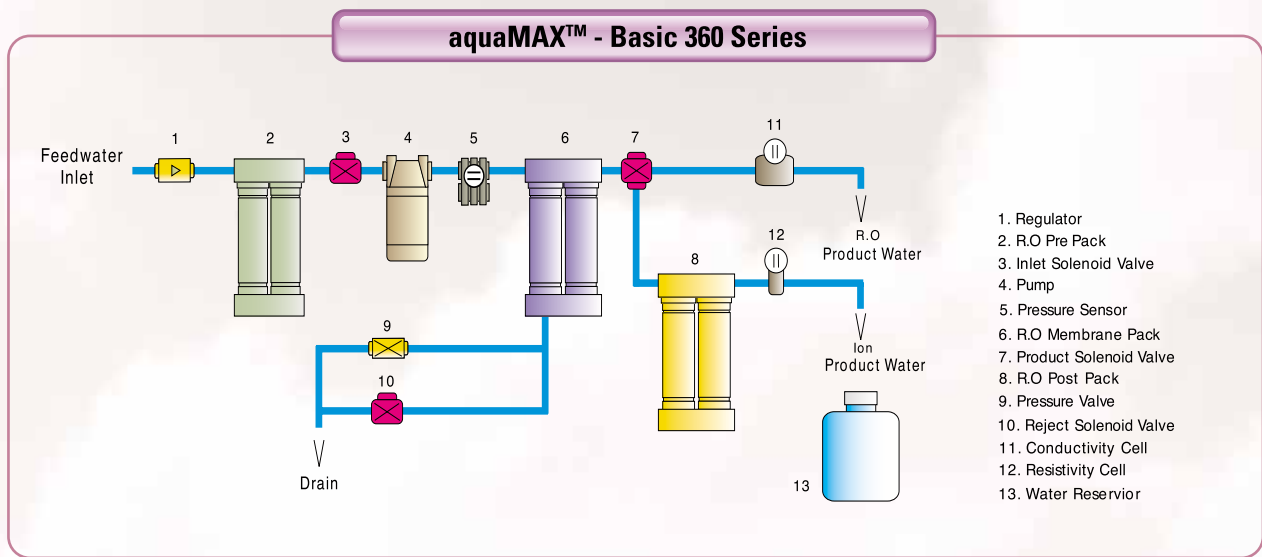 aquaMAX™ - Basic 360 Series
1
2
3
4
5
6
7
11
Feedwater
Inlet
R.O
Product Water
12
8
9
10
Ion
Product Water
Drain
13
1. Regulator
2. R.O Pre Pack
3. Inlet Solenoid Valve
4. Pump
5. Pressure Sensor
6. R.O Membrane Pack
7. Product Solenoid Valve
8. R.O Post Pack
9. Pressure Valve
10. Reject Solenoid Valve
11. Conductivity Cell
12. Resistivity Cell
13. Water Reservior